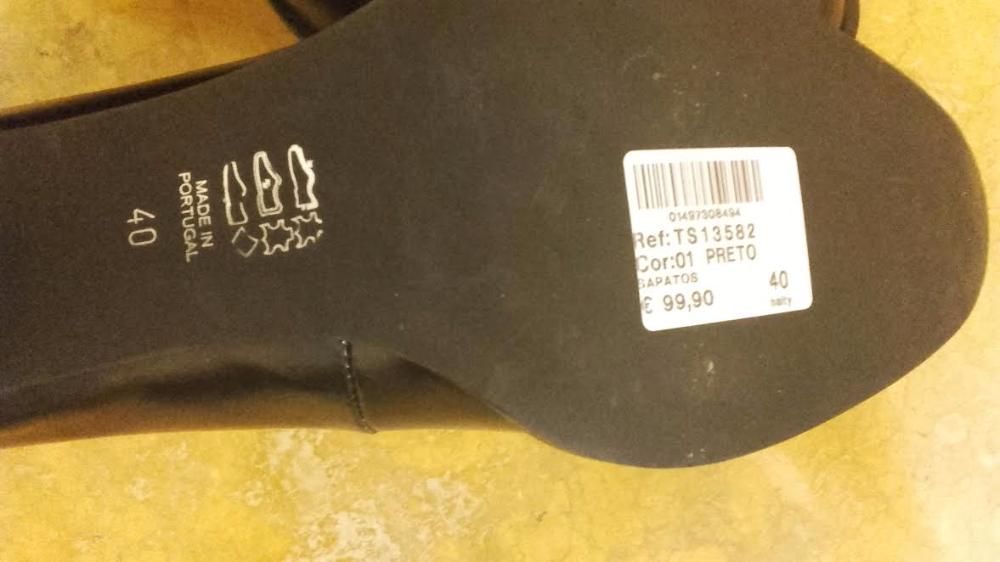 MADE IN
PORTUGAL
40
01497308494
Ref:TS13582
Cor:01 PRETO
SAPATOS 40
€ 99,90 salty